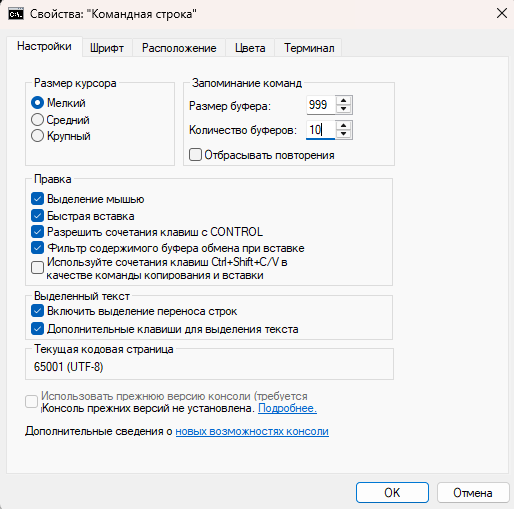 Свойства: "Командная строка"
Настройки
Шрифт
Расположение
Цвета
Терминал
Размер курсора
Мелкий
Средний
Крупный
Запоминание команд
Размер буфера:
999
Количество буферов:
10
Отбрасывать повторения
Правка
Выделение мышью
Быстрая вставка
Разрешить сочетания клавиш с CONTROL
Фильтр содержимого буфера обмена при вставке
Используйте сочетания клавиш Ctrl+Shift+C/V в
качестве команды копирования и вставки
Выделенный текст
Включить выделение переноса строк
Дополнительные клавиши для выделения текста
Текущая кодовая страница
65001 (UTF-8)
Использовать прежнюю версию консоли (требуется
Консоль прежних версий не установлена. Подробнее.
Дополнительные сведения о новых возможностях консоли
OK
Отмена